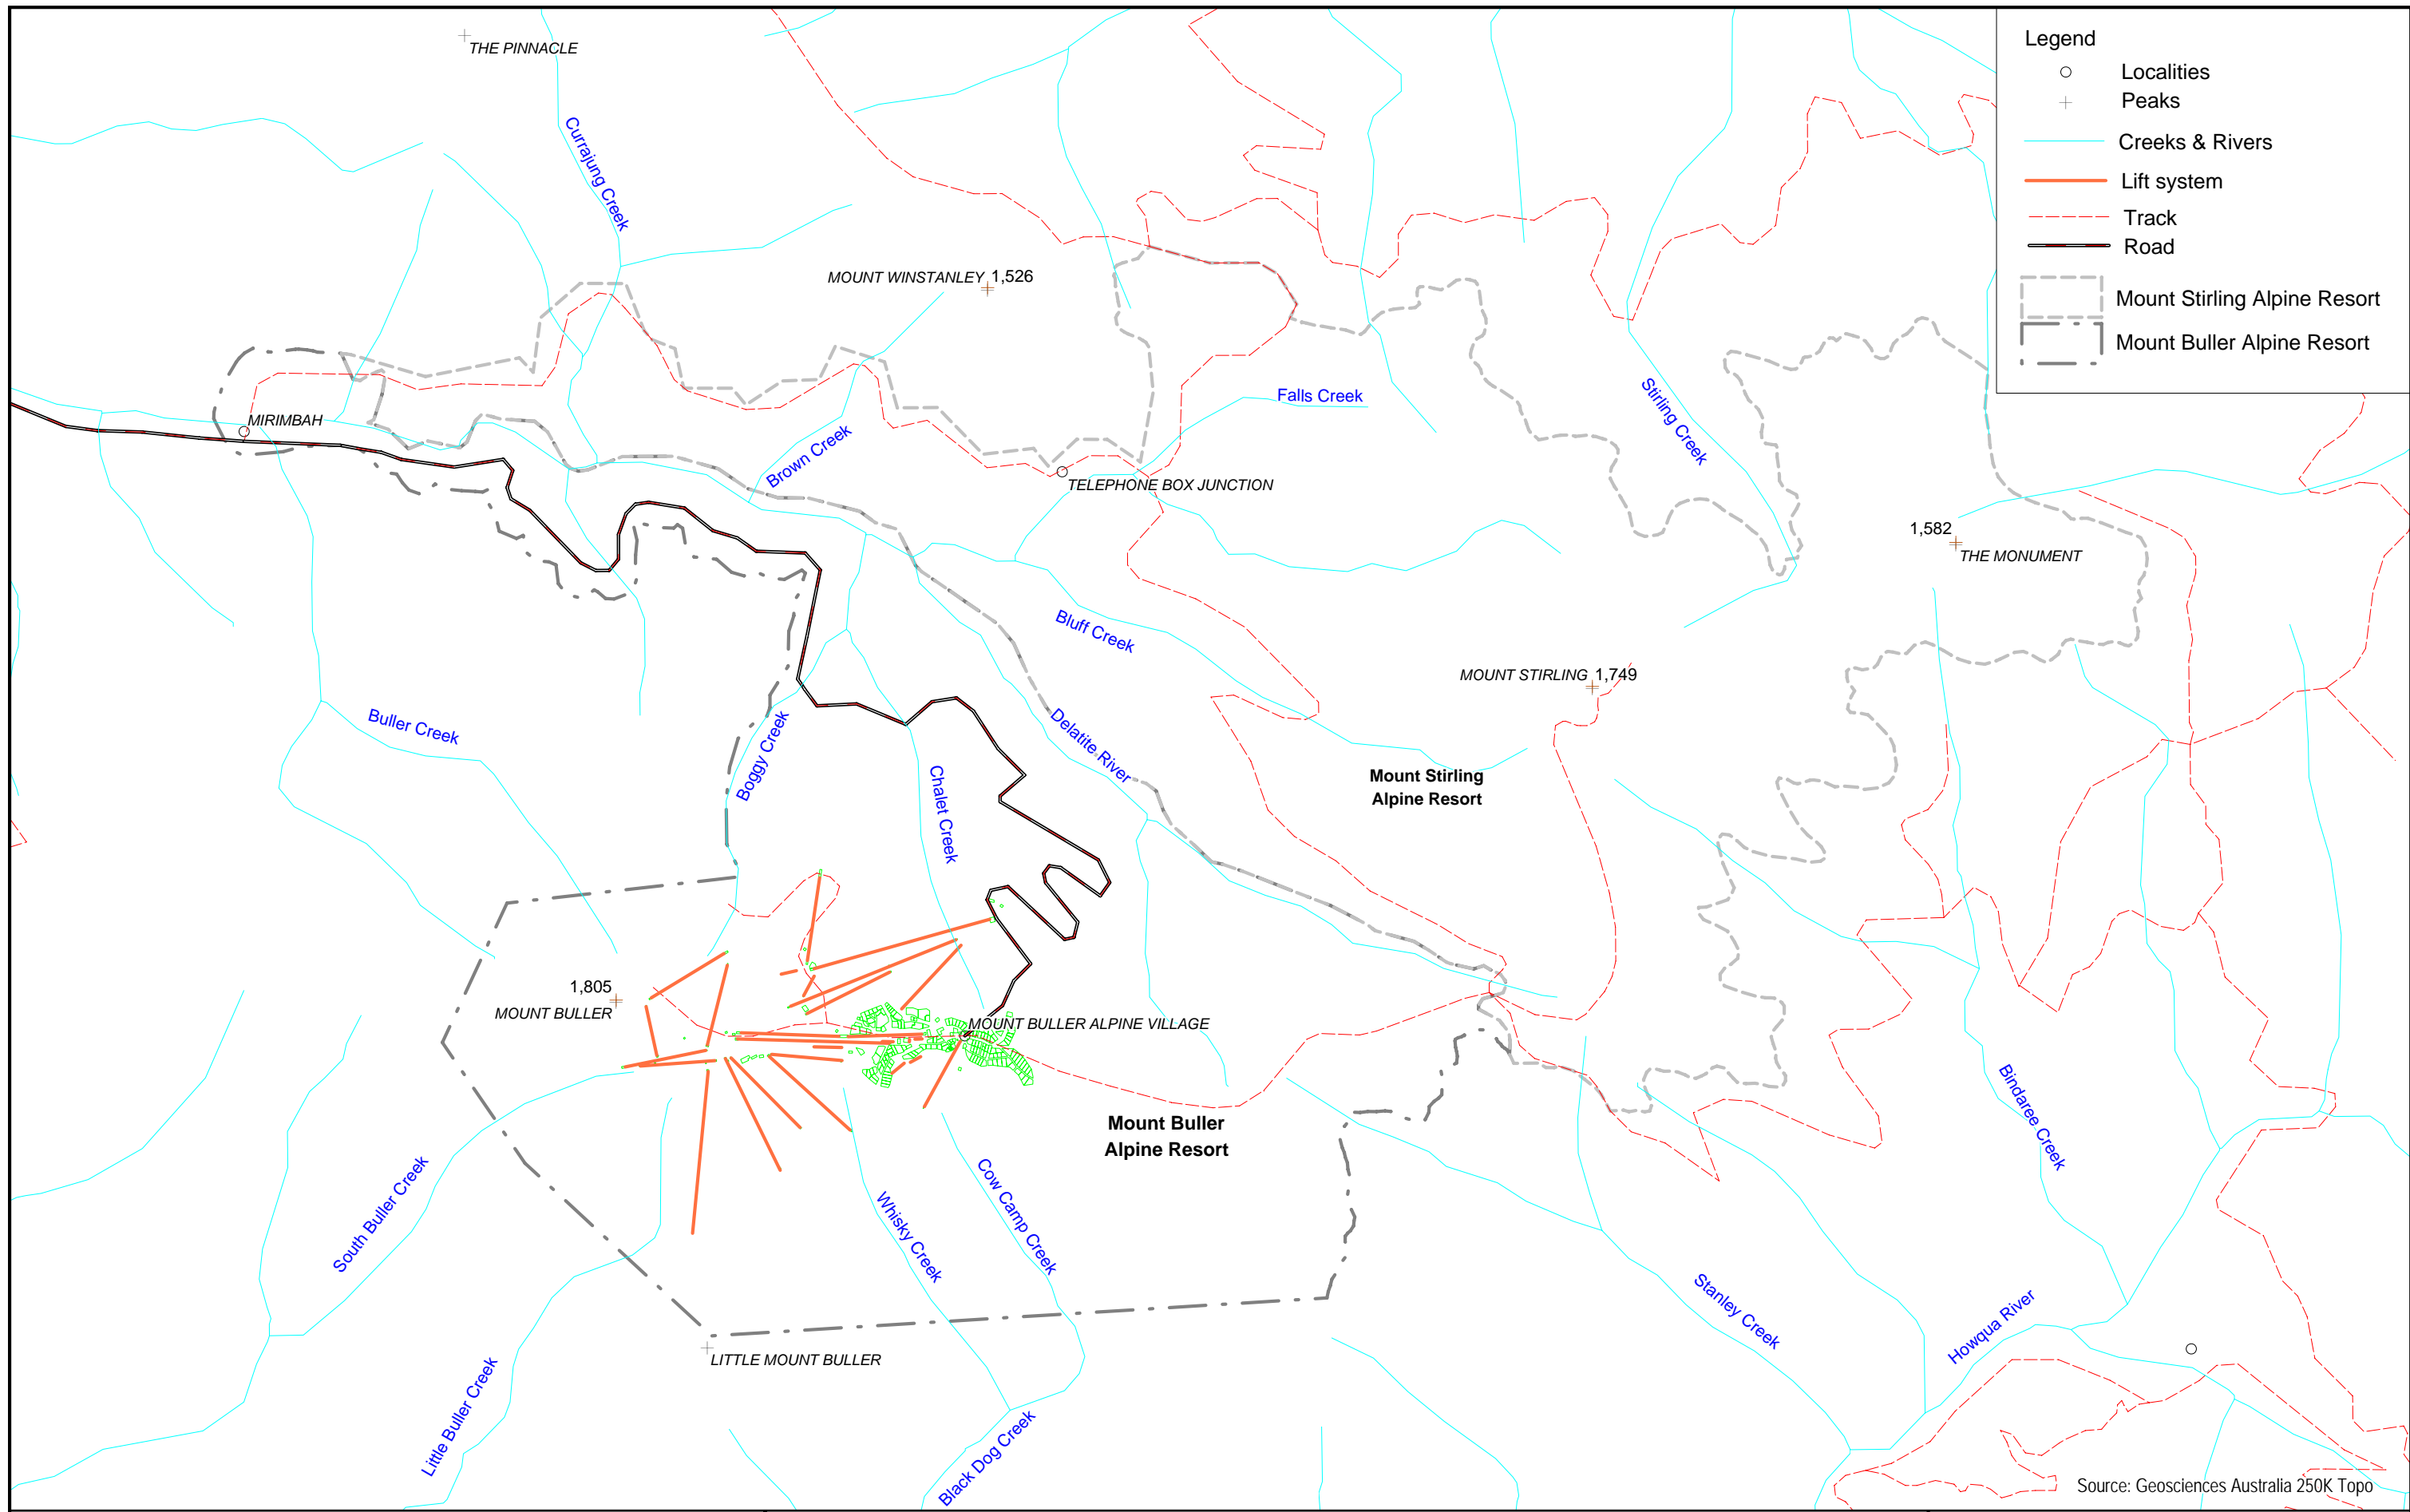 THE PINNACLE
Currajung Creek
MOUNT WINSTANLEY 1,526
Legend
Localities
Peaks
Creeks & Rivers
Lift system
Track
Road
Mount Stirling Alpine Resort
Mount Buller Alpine Resort
MIRIMBAH
Brown Creek
Falls Creek
Stirling Creek
TELEPHONE BOX JUNCTION
1,582
THE MONUMENT
Bluff Creek
MOUNT STIRLING 1,749
Buller Creek
Boggy Creek
Chalet Creek
Delatite River
Mount Stirling
Alpine Resort
1,805
MOUNT BULLER
MOUNT BULLER ALPINE VILLAGE
Mount Buller
Alpine Resort
Bindaree Creek
South Buller Creek
Whisky Creek
Cow Camp Creek
Stanley Creek
Howqua River
LITTLE MOUNT BULLER
Little Buller Creek
Black Dog Creek
Source: Geosciences Australia 250K Topo